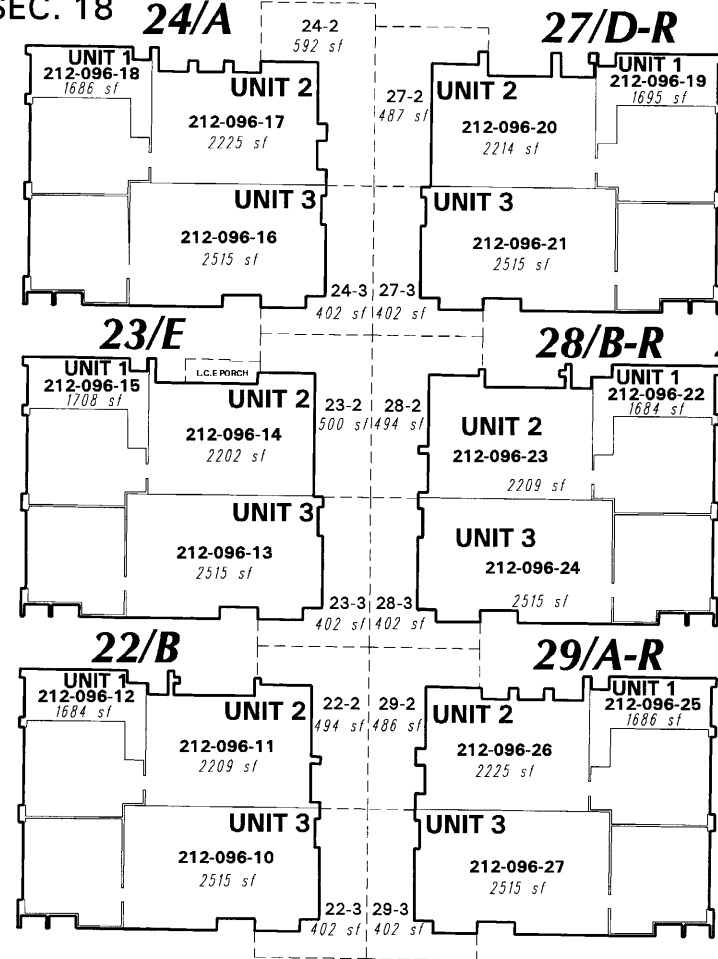 SEC. 18
24/A
UNIT 1
212-096-18
1686 sf
UNIT 2
212-096-17
2225 sf
UNIT 3
212-096-16
2515 sf
24-2
592 sf
24-3
402 sf
27/D-R
27-2
487 sf
UNIT 2
212-096-20
2214 sf
UNIT 1
212-096-19
1695 sf
UNIT 3
212-096-21
2515 sf
27-3
402 sf
23/E
UNIT 1
212-096-15
1708 sf
L.C.E PORCH
UNIT 2
212-096-14
2202 sf
UNIT 3
212-096-13
2515 sf
23-2
500 sf
23-3
402 sf
28/B-R
28-2
494 sf
UNIT 1
212-096-22
1684 sf
UNIT 2
212-096-23
2209 sf
UNIT 3
212-096-24
2515 sf
28-3
402 sf
22/B
UNIT 1
212-096-12
1684 sf
UNIT 2
212-096-11
2209 sf
UNIT 3
212-096-10
2515 sf
22-2
494 sf
22-3
402 sf
29/A-R
29-2
486 sf
UNIT 2
212-096-26
2225 sf
UNIT 1
212-096-25
1686 sf
UNIT 3
212-096-27
2515 sf
29-3
402 sf